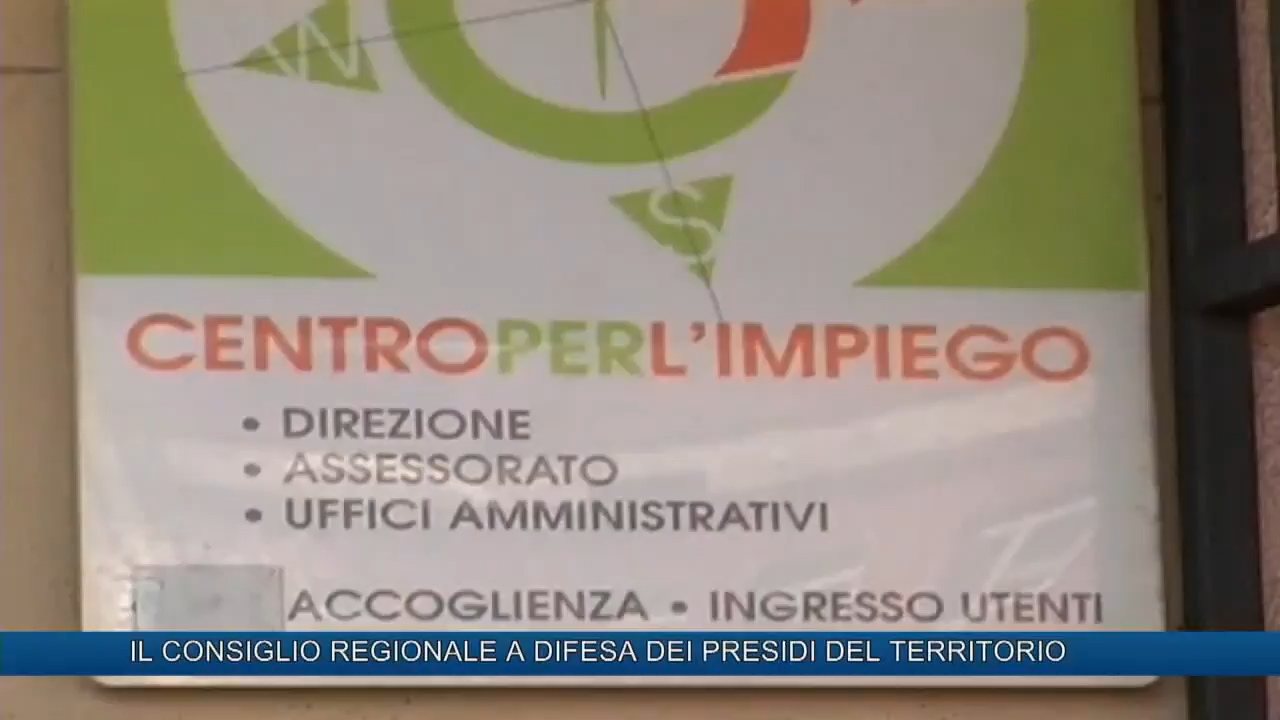 W
S
CENTROPERL'IMPIEGO
• DIREZIONE
• ASSESSORATO
• UFFICI AMMINISTRATIVI
ACCOGLIENZA • INGRESSO UTENTI
IL CONSIGLIO REGIONALE A DIFESA DEI PRESIDI DEL TERRITORIO